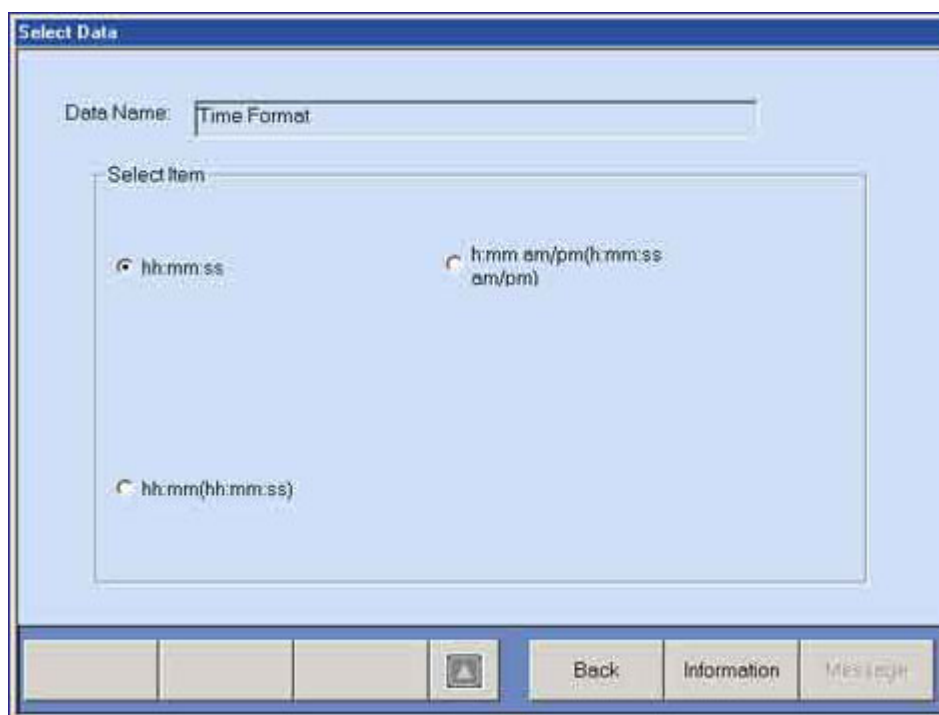 Select Data
Data Name: Time Format
Select Item
hh:mm:ss
h:mm am/pm(h:mm:ss
am/pm)
hh:mm(hh:mm:ss)
Back Information Message